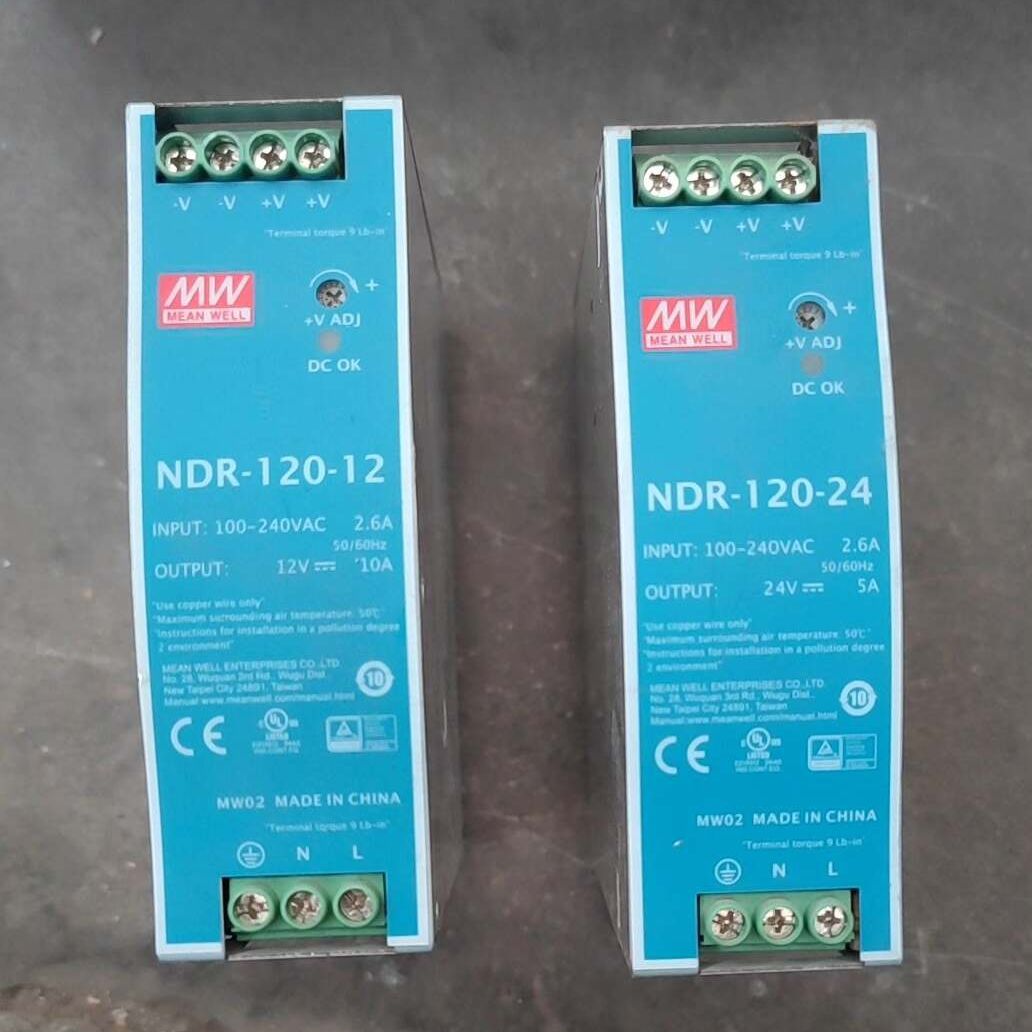 -V -V +V +V
"Terminal torque 9 Lb-in"
MW
MEAN WELL
+
+V ADJ
DC OK
NDR-120-12
INPUT: 100-240VAC 2.6A
50/60Hz
OUTPUT: 12V 10A
"Use copper wire only"
"Maximum surrounding air temperature: 50℃"
"Instructions for installation in a pollution degree
2 environment"
MEAN WELL ENTERPRISES CO.,LTD.
No. 28, Wuquan 3rd Rd., Wugu Dist.,
New Taipei City 24891, Taiwan
Manual:www.meanwell.com/manual.html
10
CE
UL
LISTED
MW02 MADE IN CHINA
"Terminal torque 9 Lb-in"
N L
-V -V +V +V
"Terminal torque 9 Lb-in"
MW
MEAN WELL
+
+V ADJ
DC OK
NDR-120-24
INPUT: 100-240VAC 2.6A
50/60Hz
OUTPUT: 24V 5A
"Use copper wire only"
"Maximum surrounding air temperature 50℃"
"Instructions for installation in a pollution degree
2 environment"
MEAN WELL ENTERPRISES CO.,LTD.
No. 28, Wuquan 3rd Rd., Wugu Dist.,
New Taipei City 24891, Taiwan
Manual:www.meanwell.com/manual.html
10
CE
UL
LISTED
MW02 MADE IN CHINA
"Terminal torque 9 Lb-in"
N L